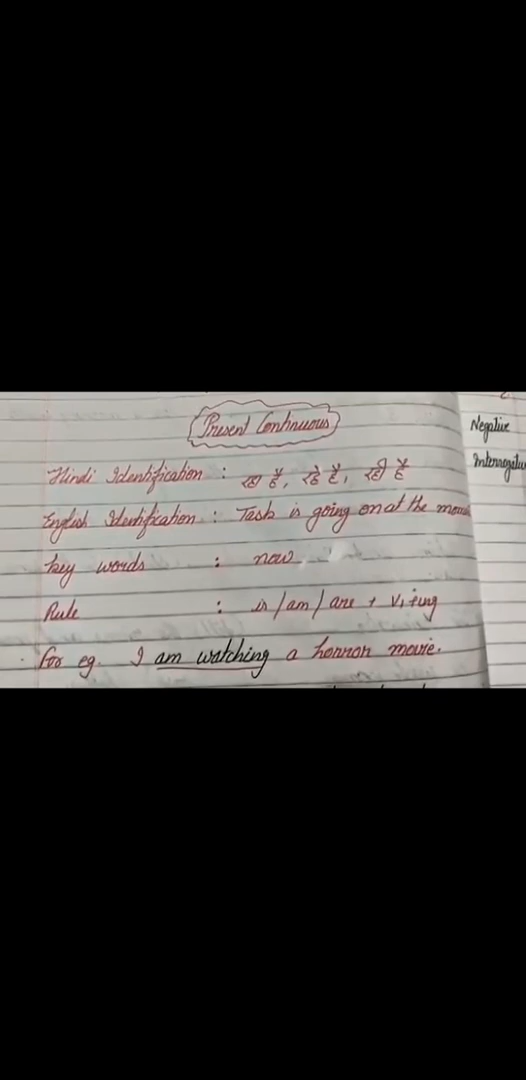 Present Continuous
Hindi Identification : रहा है, रहे हैं, रही है
English Identification : Task is going on at the
Key words : now
Rule : is / am / are + V1 + ing
For eg. I am watching a horror movie.
Negative